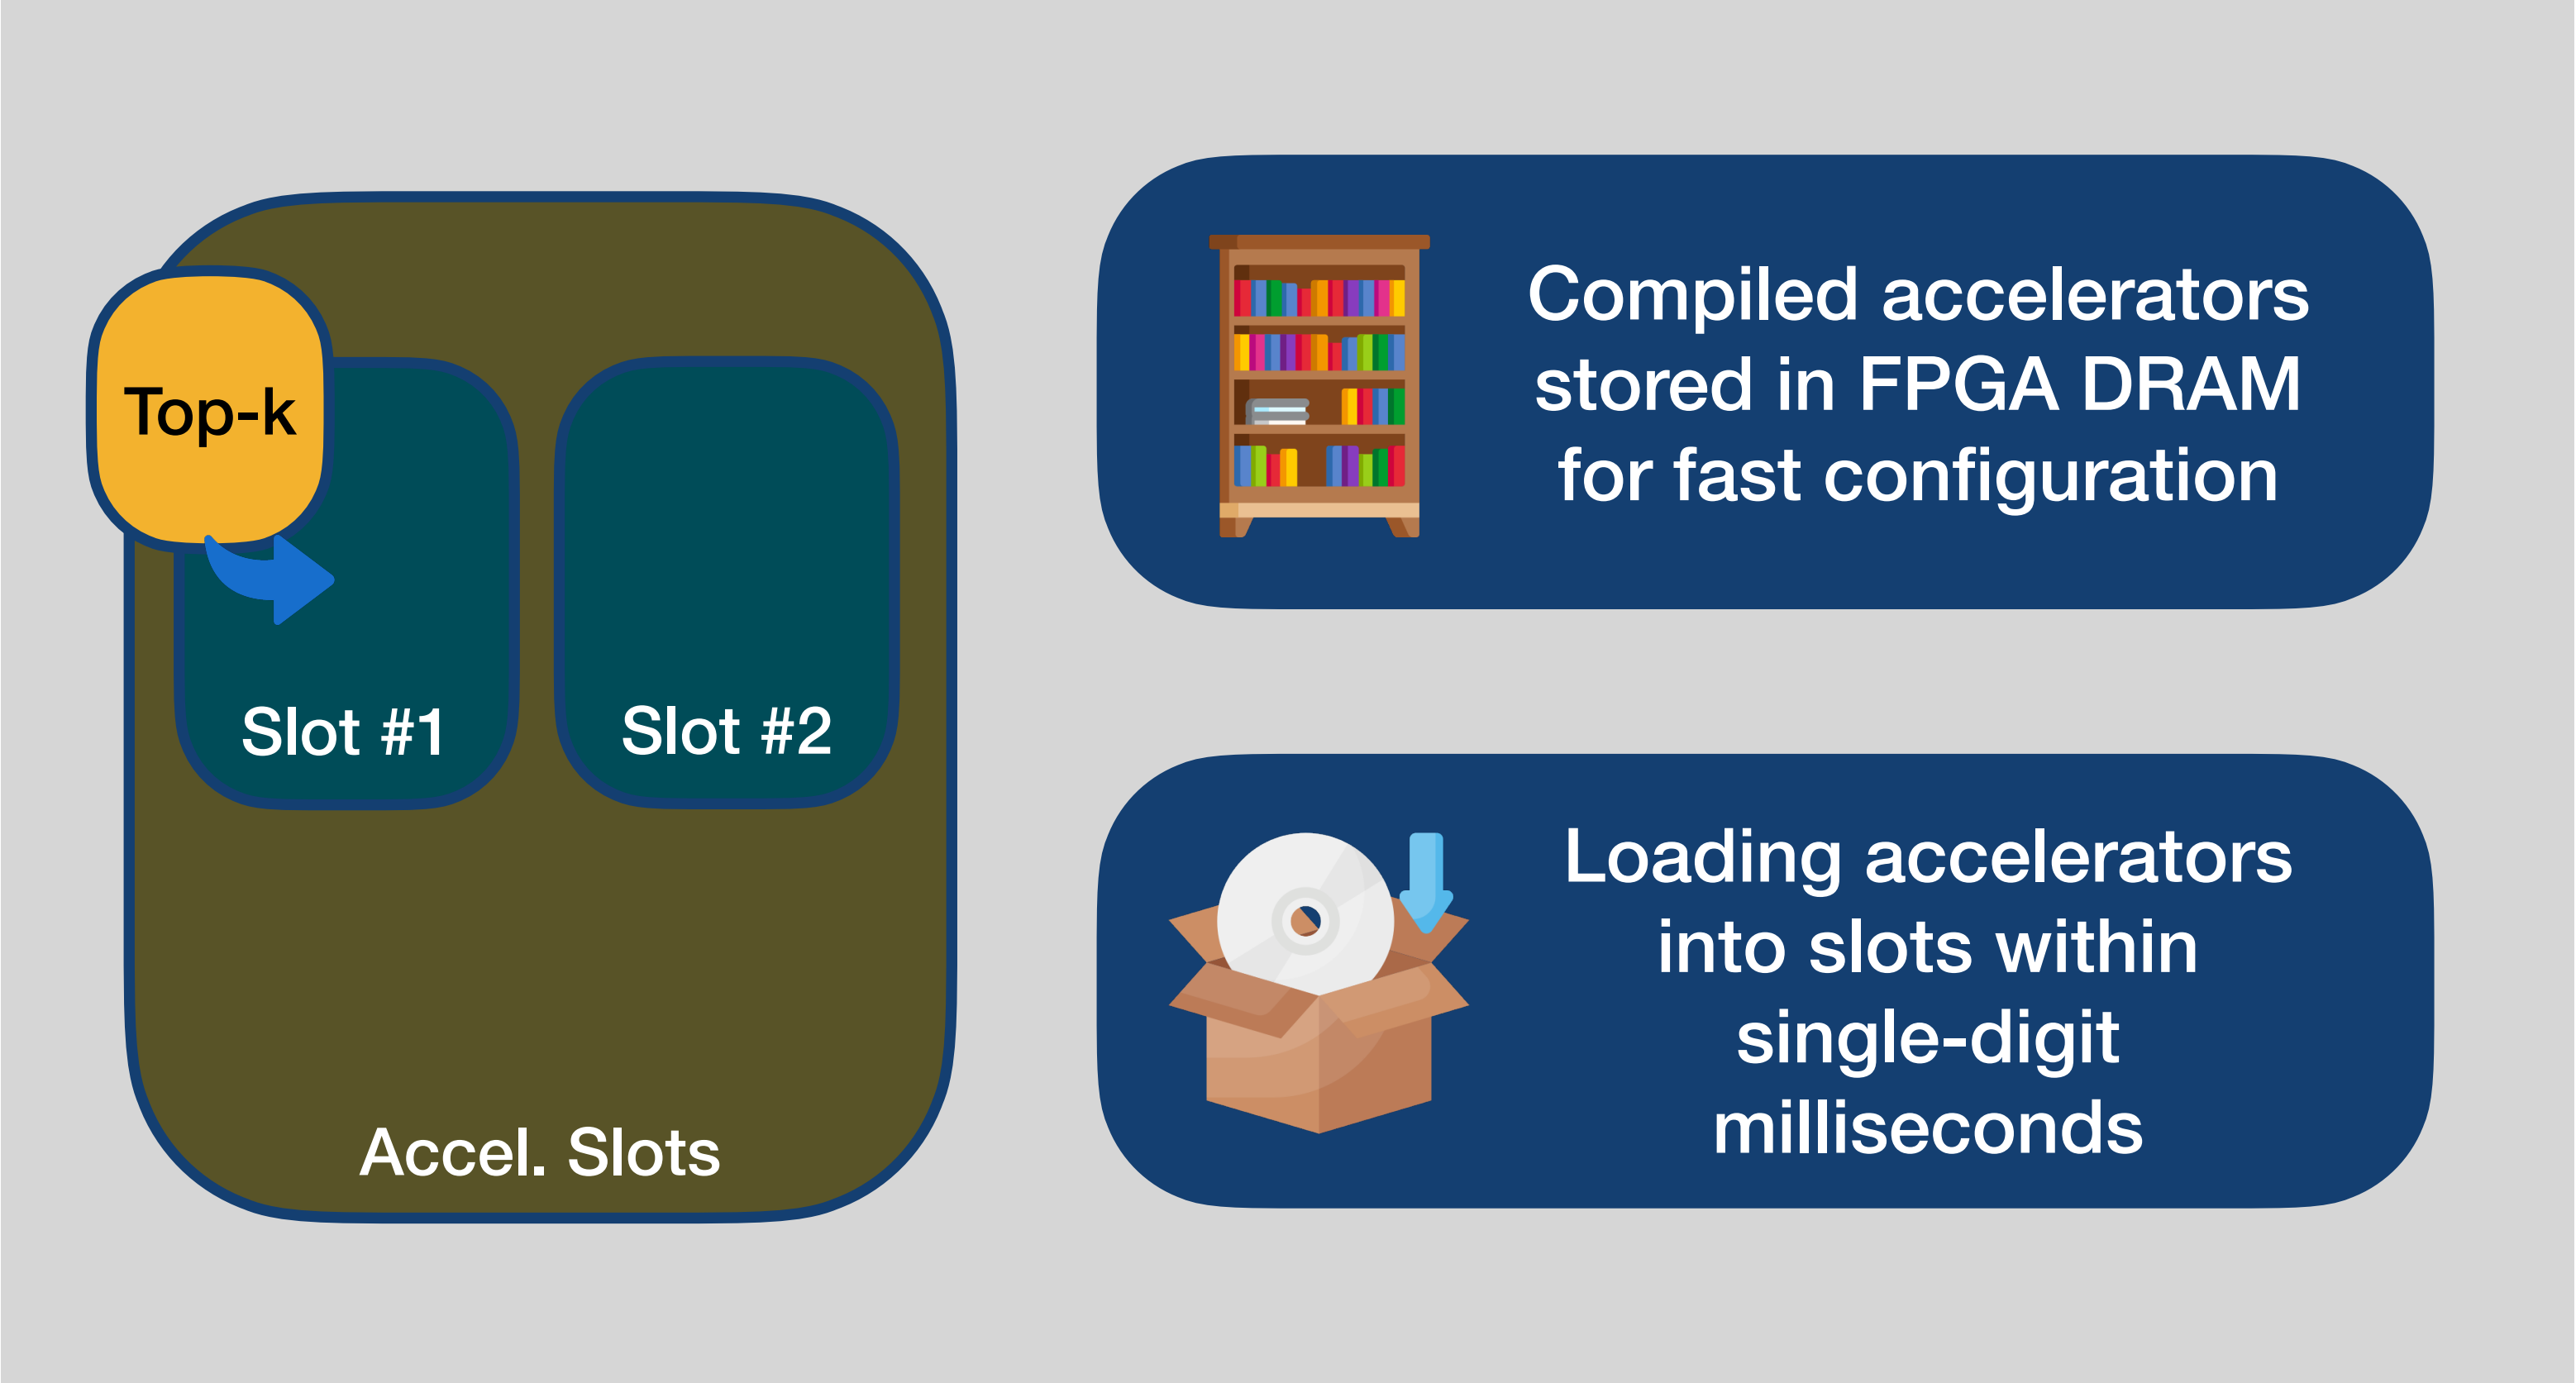 Top-k
Slot #1
Slot #2
Accel. Slots
Compiled accelerators
stored in FPGA DRAM
for fast configuration
Loading accelerators
into slots within
single-digit
milliseconds